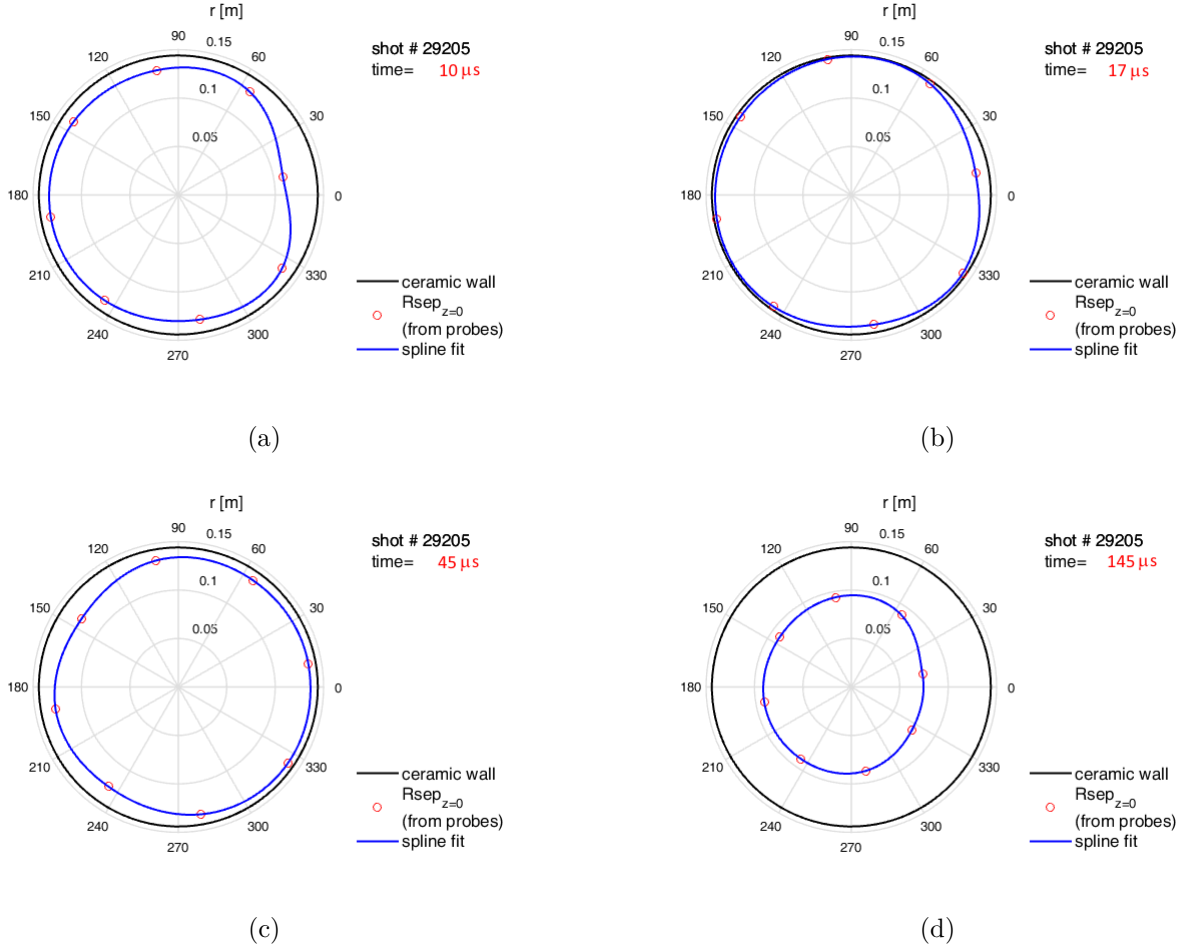 r [m]
90
0.15
120
60
0.1
150
30
0.05
180
0
210
330
240
300
270
shot # 29205
time= 10 μs
ceramic wall
Rsep_z=0
(from probes)
spline fit
(a)
r [m]
90
0.15
120
60
0.1
150
30
0.05
180
0
210
330
240
300
270
shot # 29205
time= 17 μs
ceramic wall
Rsep_z=0
(from probes)
spline fit
(b)
r [m]
90
0.15
120
60
0.1
150
30
0.05
180
0
210
330
240
300
270
shot # 29205
time= 45 μs
ceramic wall
Rsep_z=0
(from probes)
spline fit
(c)
r [m]
90
0.15
120
60
0.1
150
30
0.05
180
0
210
330
240
300
270
shot # 29205
time= 145 μs
ceramic wall
Rsep_z=0
(from probes)
spline fit
(d)